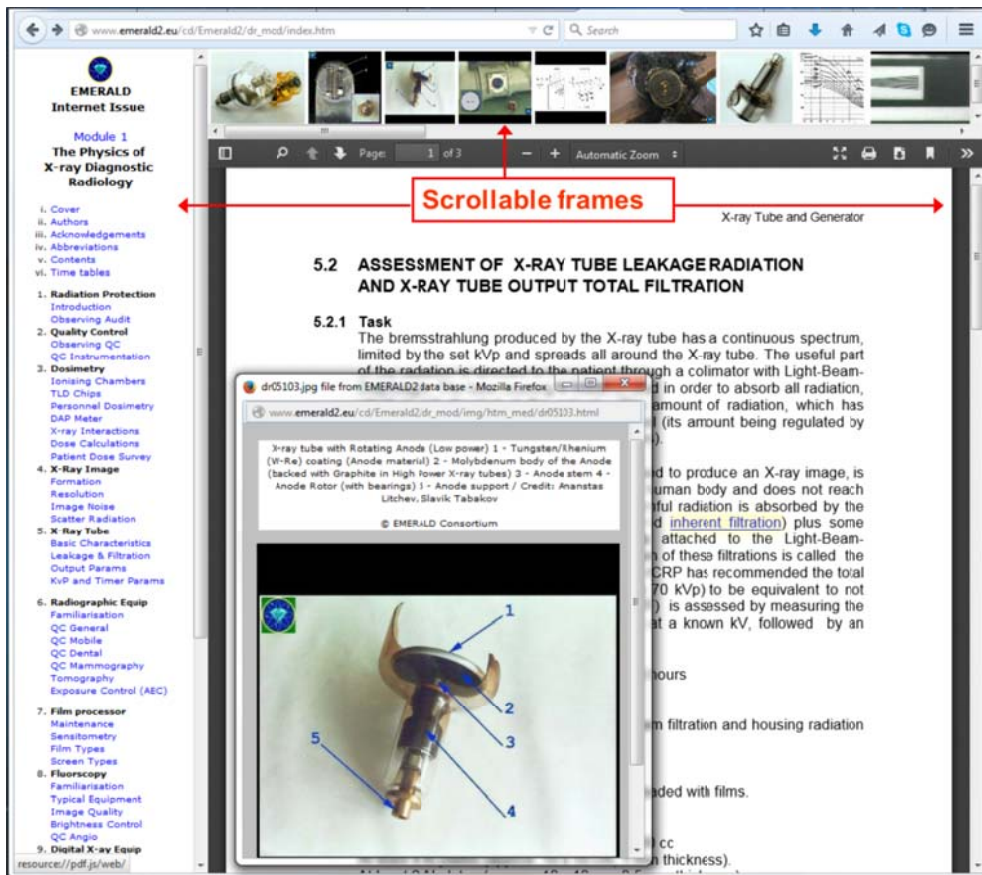 www.emerald2.eu/cd/Emerald2/dr_mod/index.htm
Search
EMERALD
Internet Issue
Module 1
The Physics of
X-ray Diagnostic
Radiology
i. Cover
ii. Authors
iii. Acknowledgements
iv. Abbreviations
v. Contents
vi. Time tables
1. Radiation Protection
Introduction
Observing Audit
2. Quality Control
Observing QC
QC Instrumentation
3. Dosimetry
Ionising Chambers
TLD Chips
Personnel Dosimetry
DAP Meter
X-ray Interactions
Dose Calculations
Patient Dose Survey
4. X-Ray Image
Formation
Resolution
Image Noise
Scatter Radiation
5. X-Ray Tube
Basic Characteristics
Leakage & Filtration
Output Params
KvP and Timer Params
6. Radiographic Equip
Familiarisation
QC General
QC Mobile
QC Dental
QC Mammography
Tomography
Exposure Control (AEC)
7. Film processor
Maintenance
Sensitometry
Film Types
Screen Types
8. Fluorscopy
Familiarisation
Typical Equipment
Image Quality
Brightness Control
QC Angio
9. Digital X-ay Equip
resource://pdf.js/web/
Page: 1 of 3
Automatic Zoom
Scrollable frames
X-ray Tube and Generator
5.2 ASSESSMENT OF X-RAY TUBE LEAKAGE RADIATION
AND X-RAY TUBE OUTPUT TOTAL FILTRATION
5.2.1 Task
The bremsstrahlung produced by the X-ray tube has a continuous spectrum,
limited by the set kVp and spreads all around the X-ray tube. The useful part
of the radiation is directed to the patient through a colimator with Light-Beam-
d in order to absorb all radiation,
amount of radiation, which has
(its amount being regulated by
ed to produce an X-ray image, is
human body and does not reach
ful radiation is absorbed by the
d inherent filtration) plus some
attached to the Light-Beam-
n of these filtrations is called the
CRP has recommended the total
70 kVp) to be equivalent to not
is assessed by measuring the
at a known kV, followed by an
hours
m filtration and housing radiation
aded with films.
cc
thickness).
dr05103.jpg file from EMERALD2 data base - Mozilla Firefox
www.emerald2.eu/cd/Emerald2/dr_mod/img/htm_med/dr05103.html
X-ray tube with Rotating Anode (Low power) 1 - Tungsten/Rhenium
(W-Re) coating (Anode material) 2 - Molybdenum body of the Anode
(backed with Graphite in High Power X-ray tubes) 3 - Anode stem 4 -
Anode Rotor (with bearings) 5 - Anode support / Credit: Ananstas
Litchev, Slavik Tabakov
© EMERALD Consortium
1
2
3
4
5